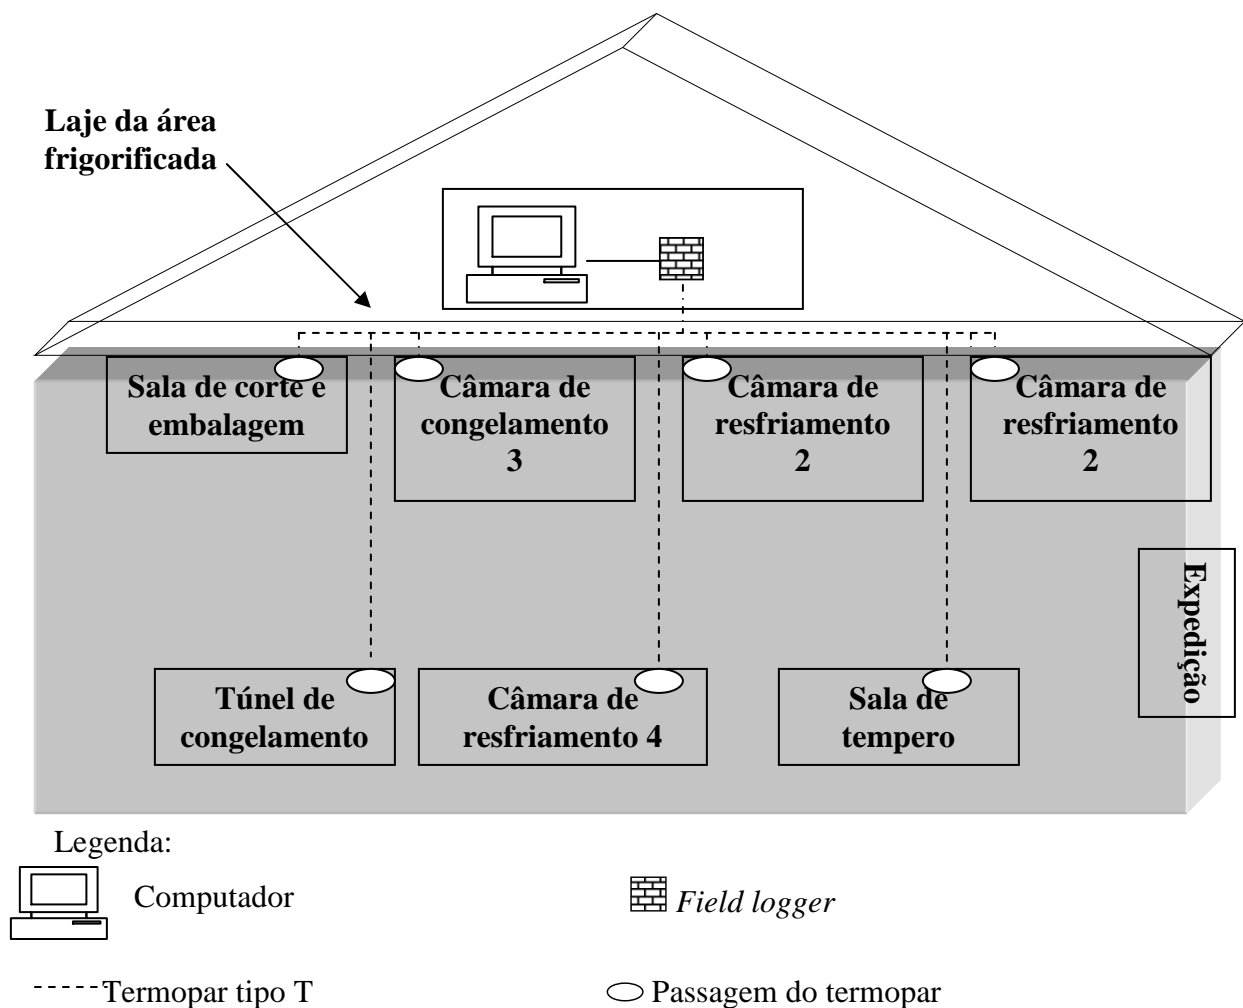 Laje da área
frigorificada
Sala de corte e
embalagem
Câmara de
congelamento
3
Câmara de
resfriamento
2
Câmara de
resfriamento
2
Expedição
Túnel de
congelamento
Câmara de
resfriamento 4
Sala de
tempero
Legenda:
Computador
Field logger
Termopar tipo T
Passagem do termopar